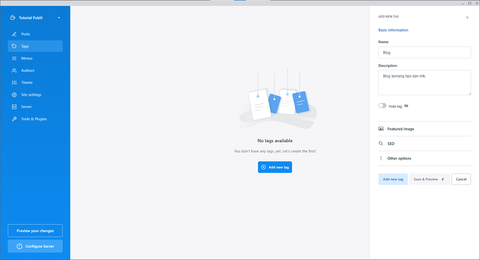 Tutorial Publii
Posts
Tags
Menus
Authors
Theme
Site settings
Server
Tools & Plugins
Preview your changes
Configure Server
No tags available
You don't have any tags, yet. Let's create the first!
Add new tag
ADD NEW TAG
Basic information
Name:
Blog
Description:
Blog tentang tips dan trik.
Hide tag
Featured image
SEO
Other options
Add new tag
Save & Preview
Cancel